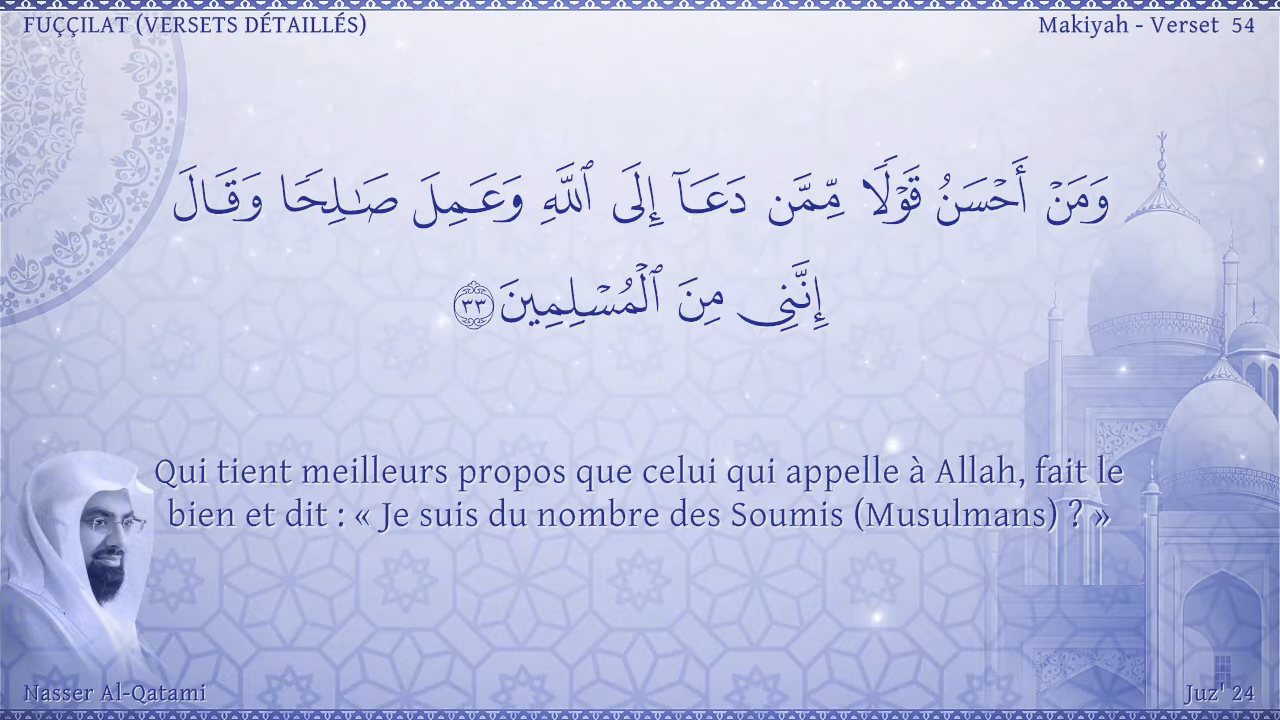 FUÇÇILAT (VERSETS DÉTAILLÉS)
Makiyah - Verset 54
وَمَنْ أَحْسَنُ قَوْلًا مِّمَّن دَعَآ إِلَى ٱللَّهِ وَعَمِلَ صَـٰلِحًا وَقَالَ
إِنَّنِى مِنَ ٱلْمُسْلِمِينَ ٣٣
Qui tient meilleurs propos que celui qui appelle à Allah, fait le
bien et dit : « Je suis du nombre des Soumis (Musulmans) ? »
Nasser Al-Qatami
Juz' 24